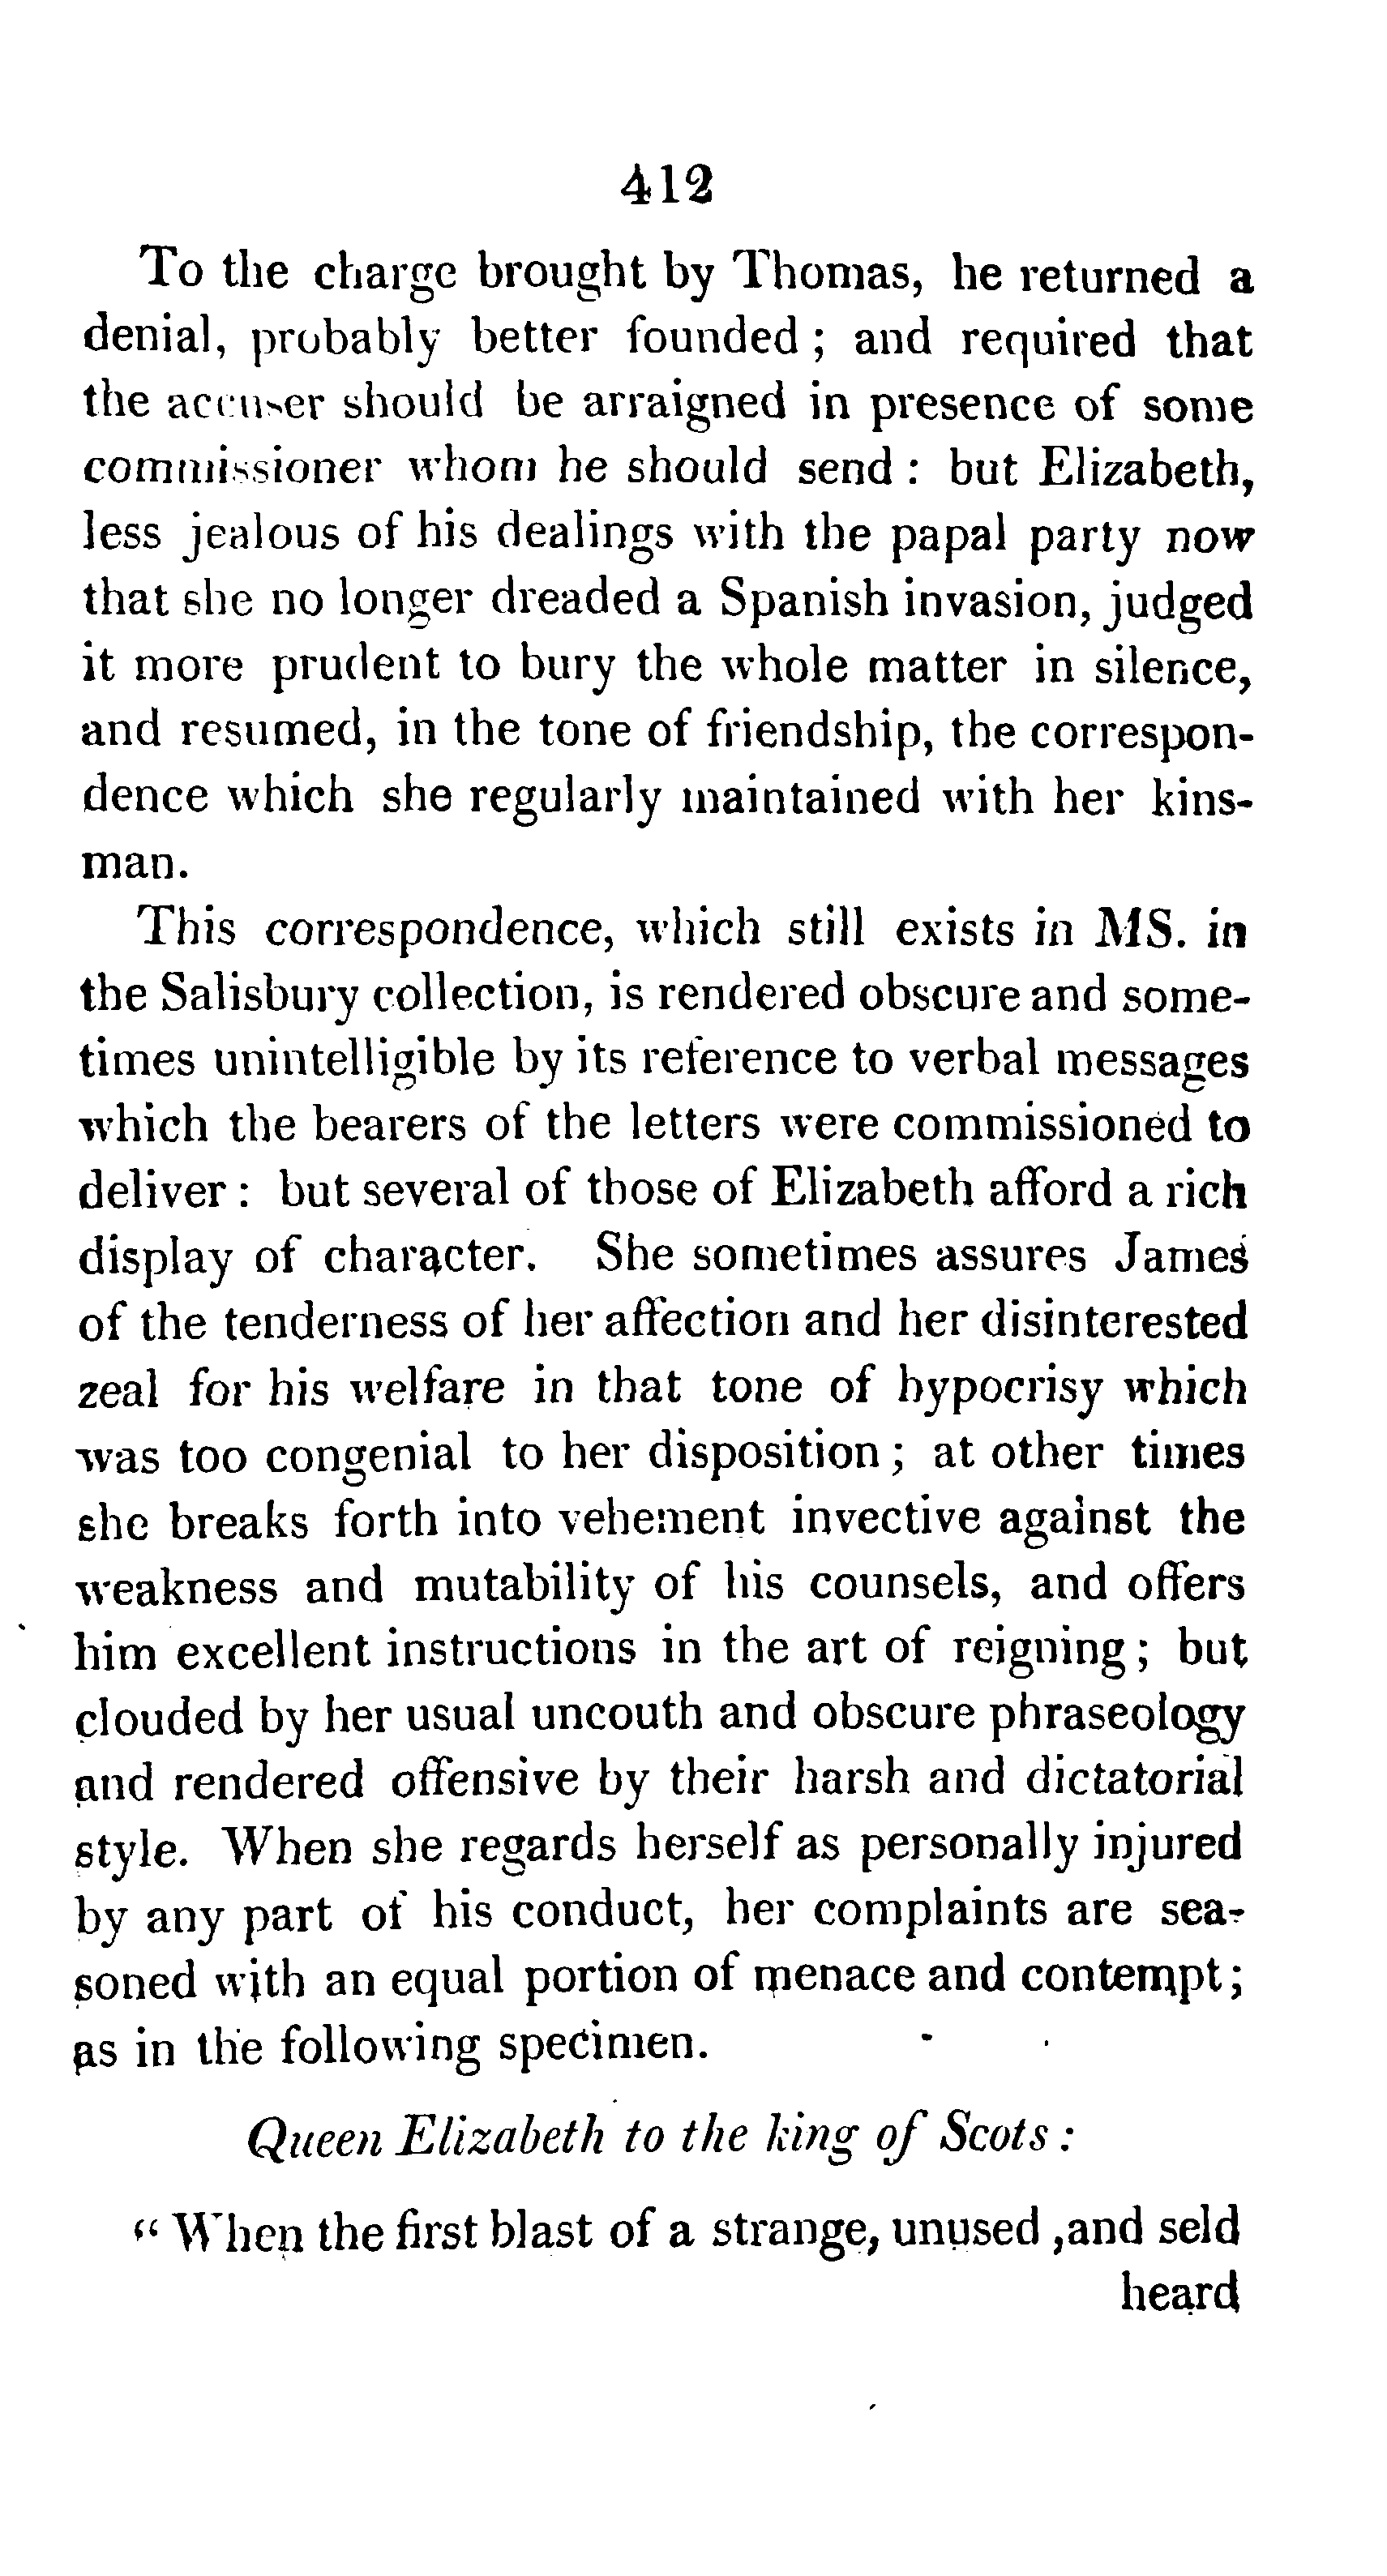 412
To the charge brought by Thomas, he returned a
denial, probably better founded ; and required that
the accuser should be arraigned in presence of some
commissioner whom he should send : but Elizabeth,
less jealous of his dealings with the papal party now
that she no longer dreaded a Spanish invasion, judged
it more prudent to bury the whole matter in silence,
and resumed, in the tone of friendship, the correspon-
dence which she regularly maintained with her kins-
man.
This correspondence, which still exists in MS. in
the Salisbury collection, is rendered obscure and some-
times unintelligible by its reference to verbal messages
which the bearers of the letters were commissioned to
deliver : but several of those of Elizabeth afford a rich
display of character. She sometimes assures James
of the tenderness of her affection and her disinterested
zeal for his welfare in that tone of hypocrisy which
was too congenial to her disposition ; at other times
she breaks forth into vehement invective against the
weakness and mutability of his counsels, and offers
him excellent instructions in the art of reigning ; but
clouded by her usual uncouth and obscure phraseology
and rendered offensive by their harsh and dictatorial
style. When she regards herself as personally injured
by any part of his conduct, her complaints are sea-
soned with an equal portion of menace and contempt ;
as in the following specimen.
Queen Elizabeth to the king of Scots :
“ When the first blast of a strange, unused ,and seld
heard